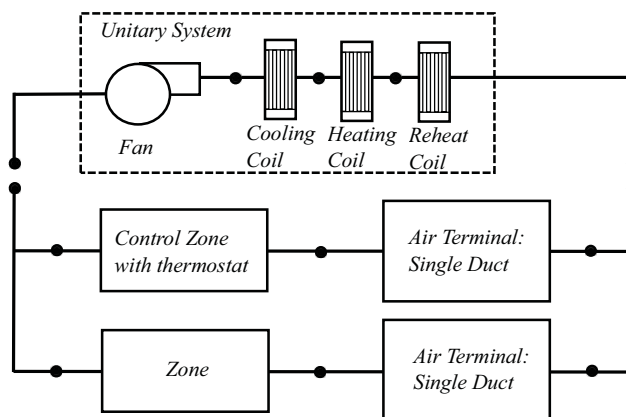 Unitary System
Fan
Cooling
Coil
Heating
Coil
Reheat
Coil
Control Zone
with thermostat
Air Terminal:
Single Duct
Zone
Air Terminal:
Single Duct